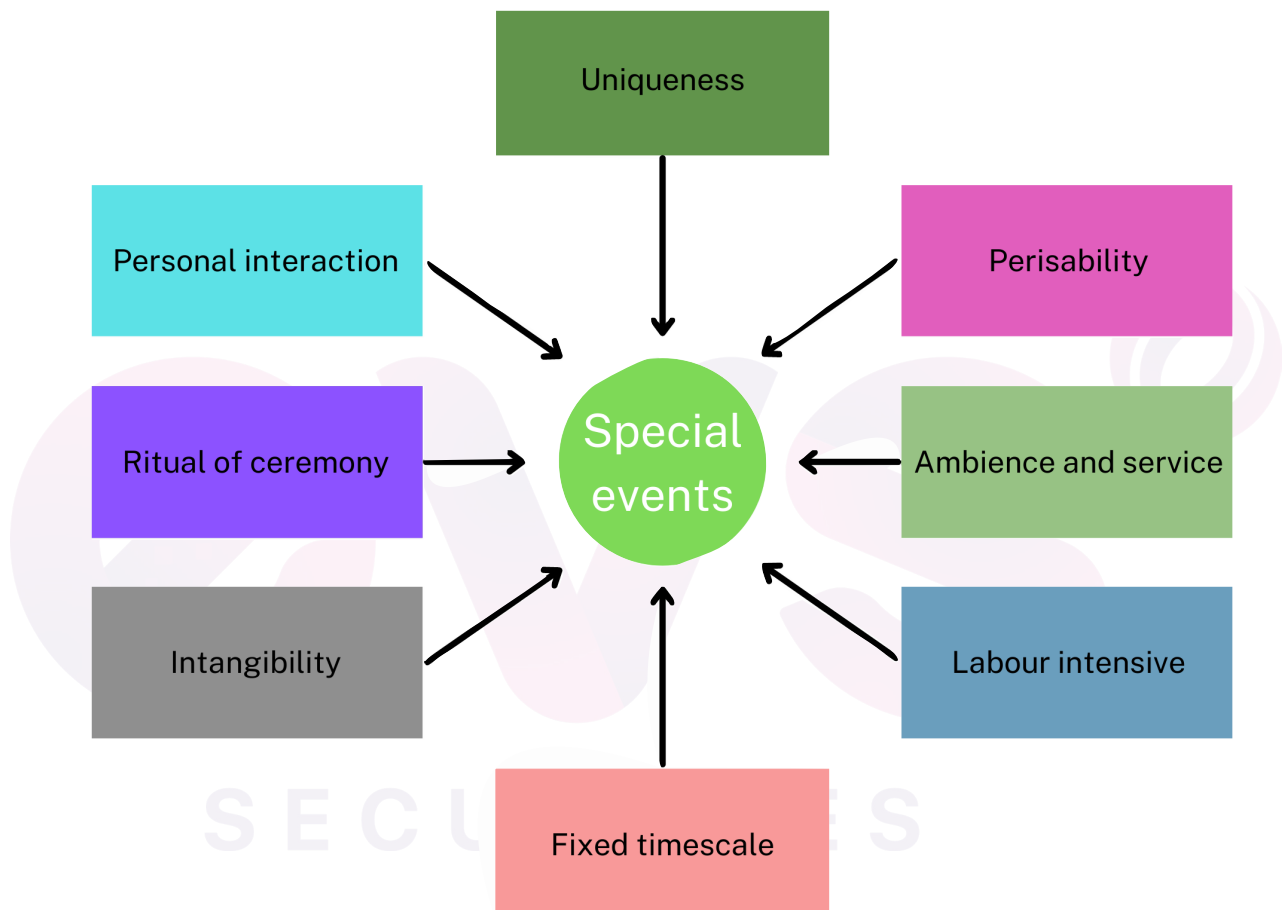 Uniqueness
Personal interaction
Perisability
Special
events
Ritual of ceremony
Ambience and service
Intangibility
Labour intensive
Fixed timescale